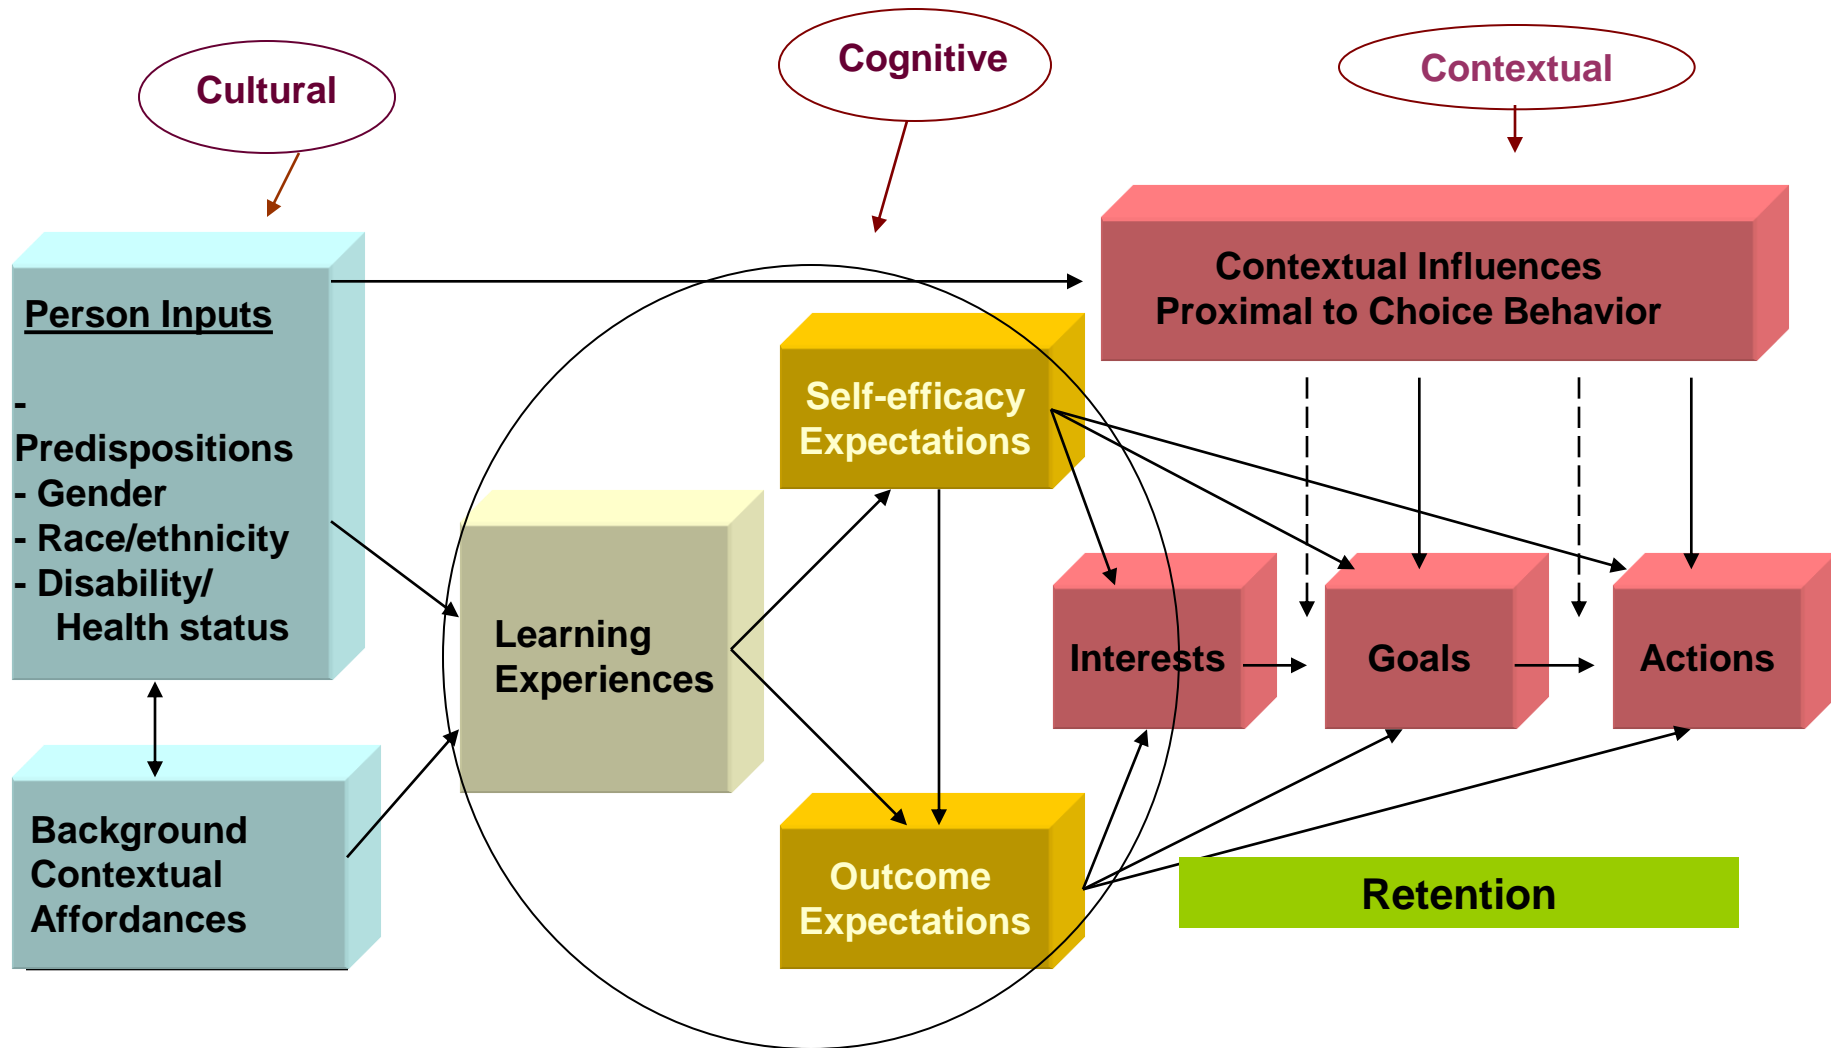 Cultural
Cognitive
Contextual
Person Inputs
-
Predispositions
- Gender
- Race/ethnicity
- Disability/
Health status
Background
Contextual
Affordances
Learning
Experiences
Self-efficacy
Expectations
Outcome
Expectations
Contextual Influences
Proximal to Choice Behavior
Interests
Goals
Actions
Retention